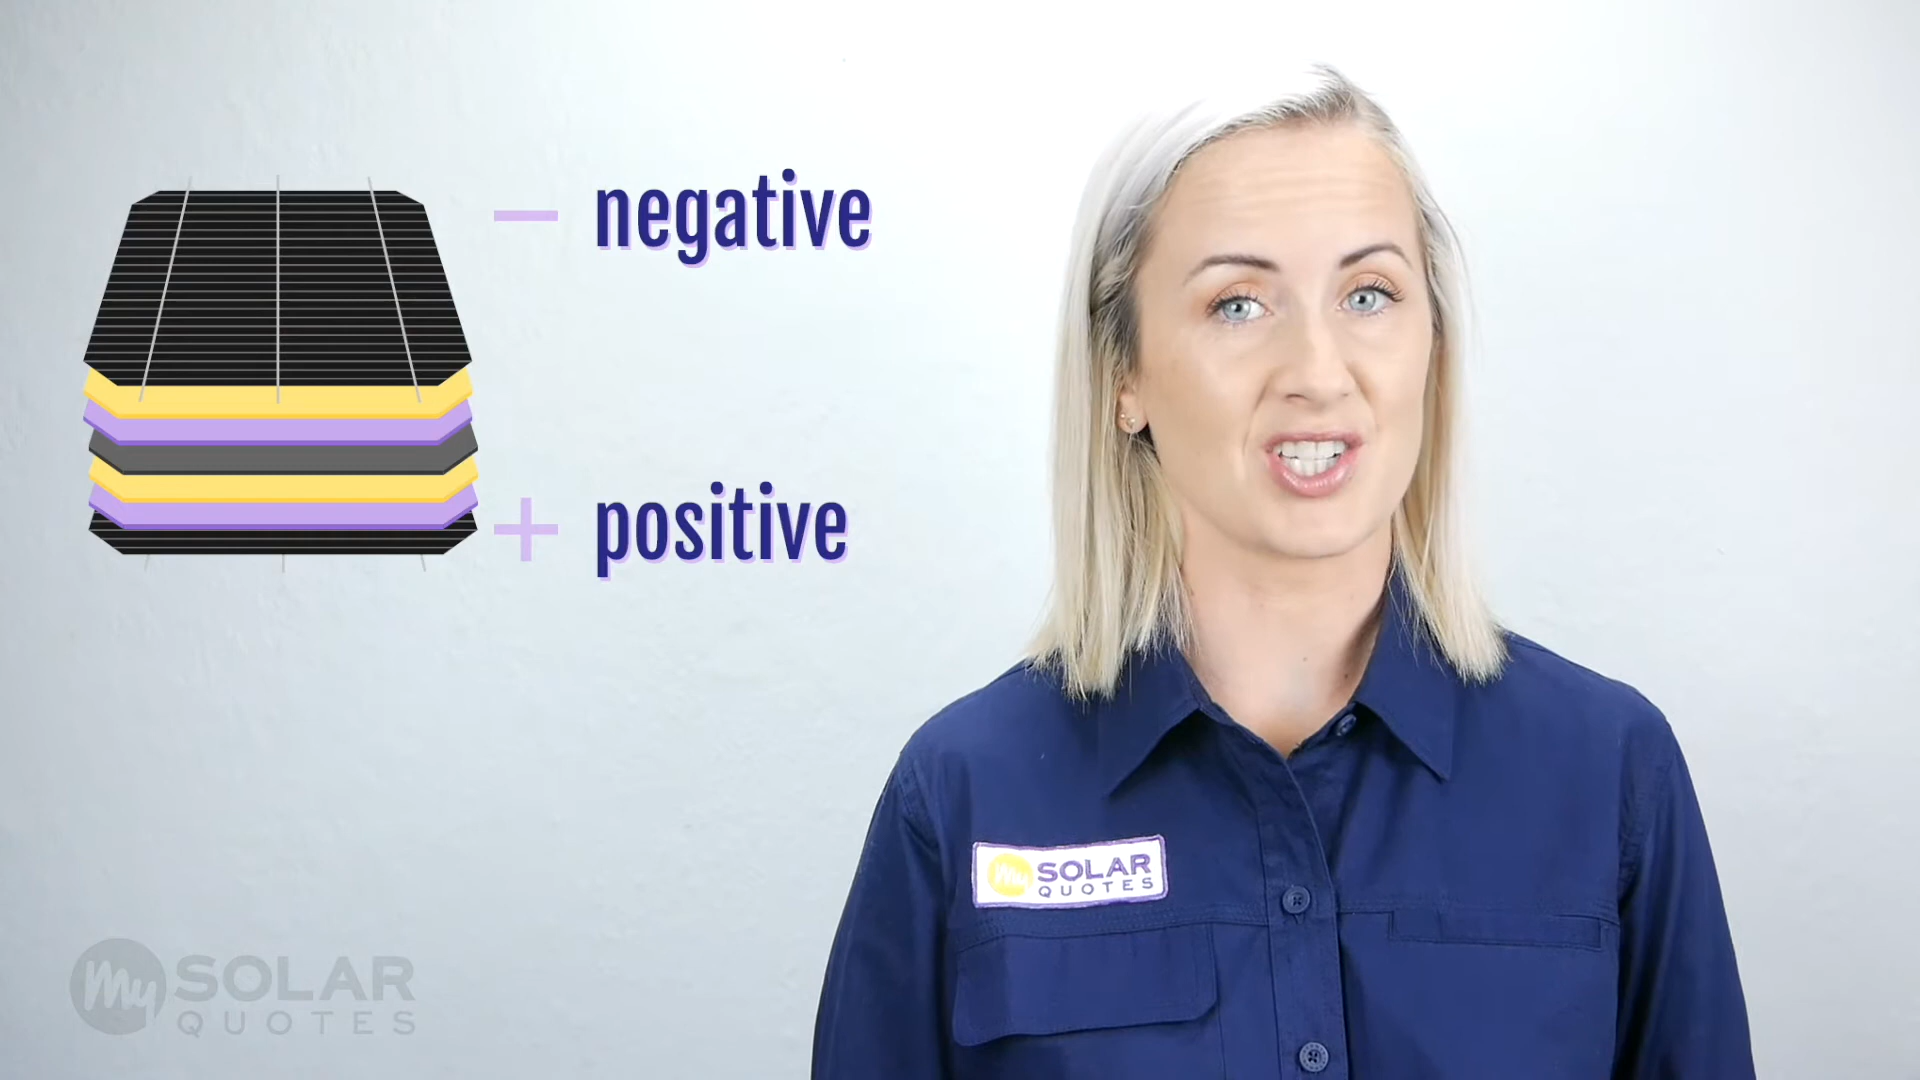 — negative
+ positive
My SOLAR
QUOTES
My SOLAR
QUOTES